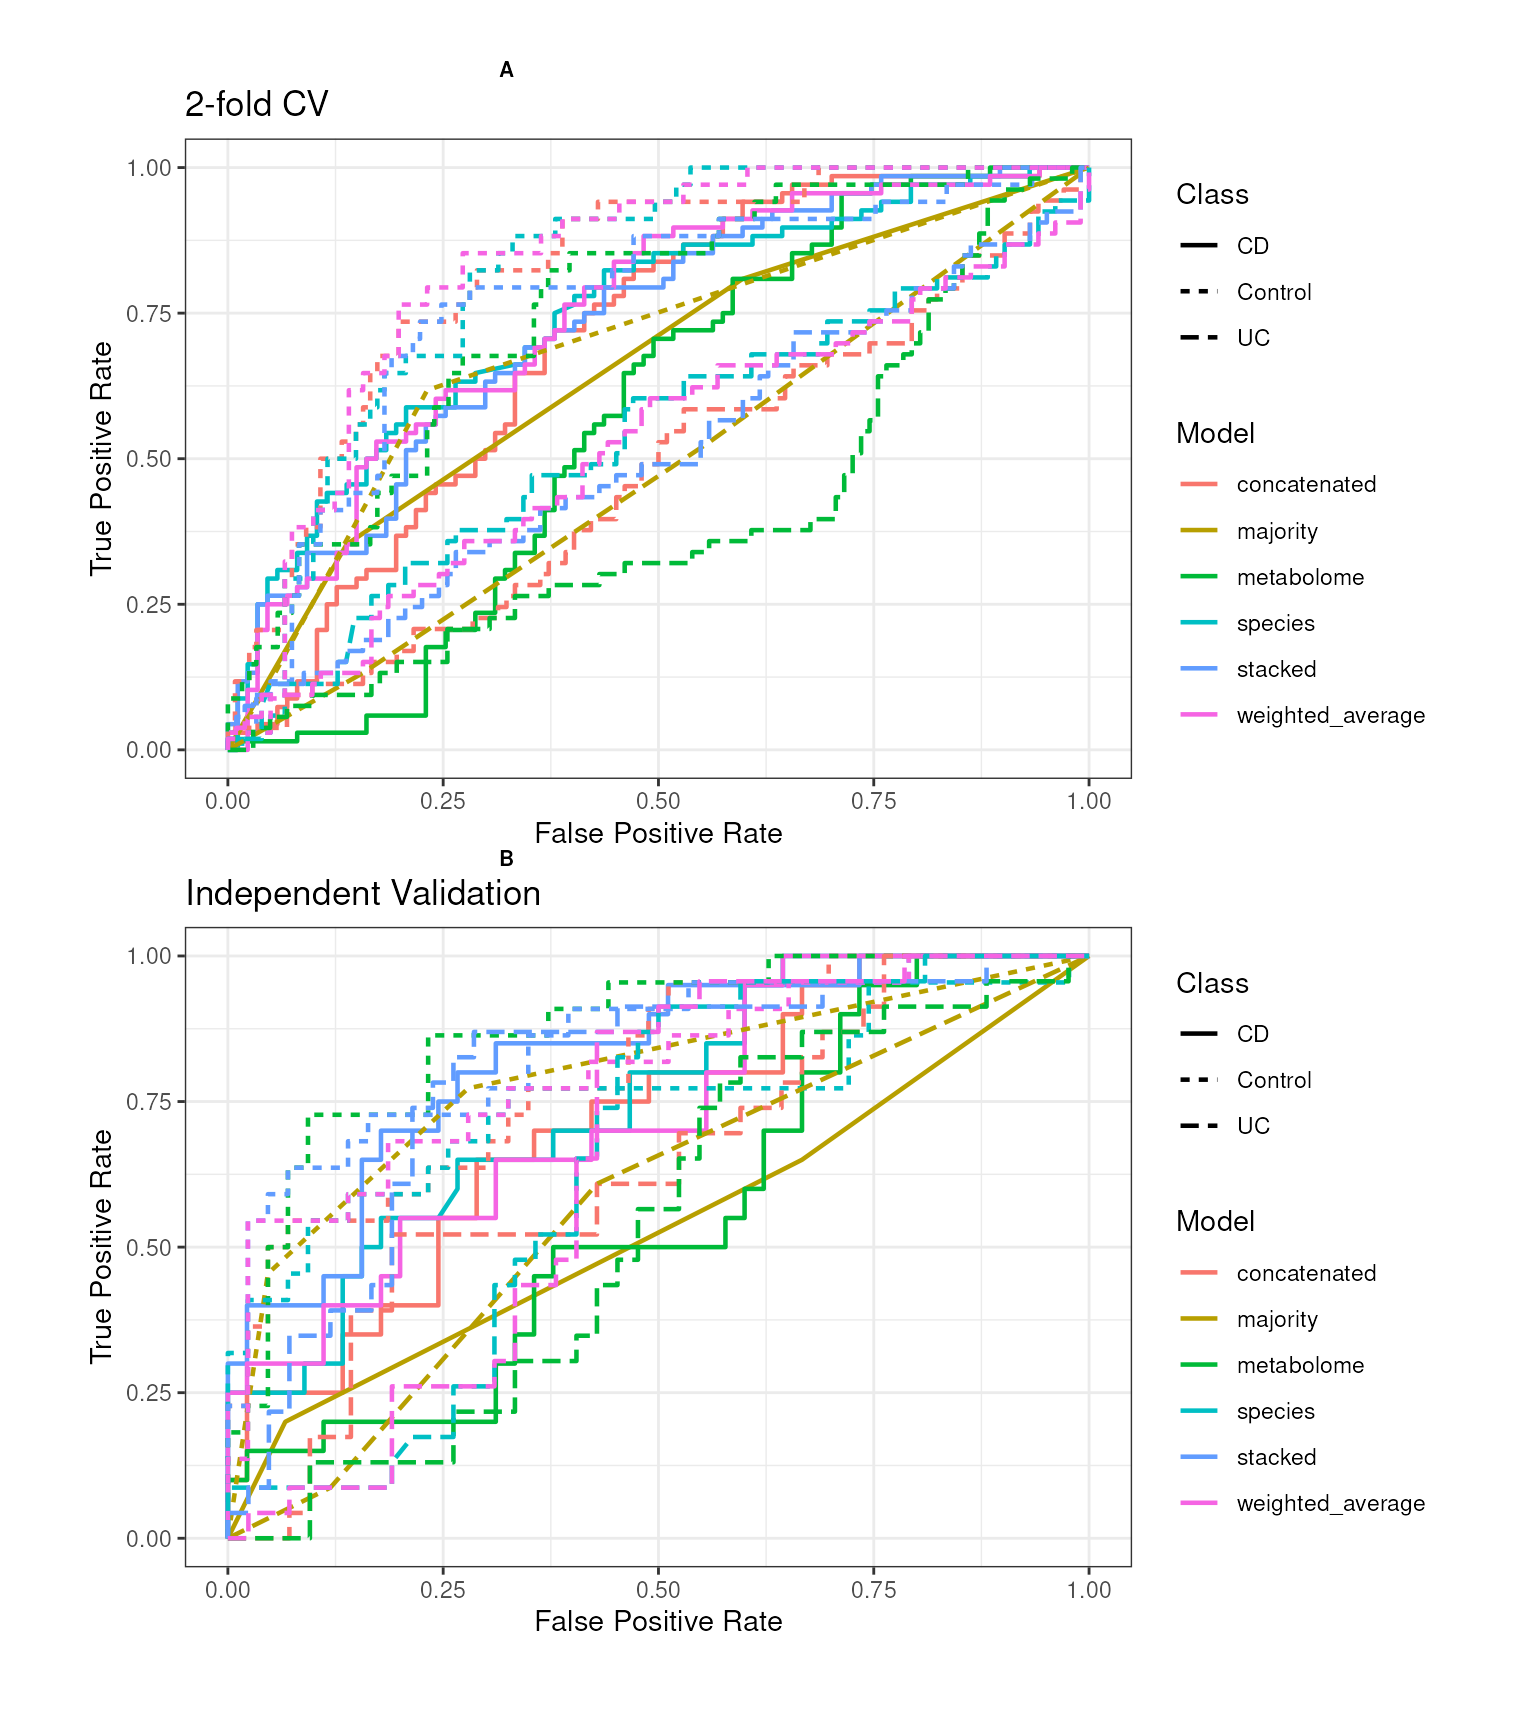 A
2-fold CV
1.00
0.75
0.50
0.25
0.00
True Positive Rate
0.00 0.25 0.50 0.75 1.00
False Positive Rate
Class
CD
Control
UC
Model
concatenated
majority
metabolome
species
stacked
weighted_average
B
Independent Validation
1.00
0.75
0.50
0.25
0.00
True Positive Rate
0.00 0.25 0.50 0.75 1.00
False Positive Rate
Class
CD
Control
UC
Model
concatenated
majority
metabolome
species
stacked
weighted_average